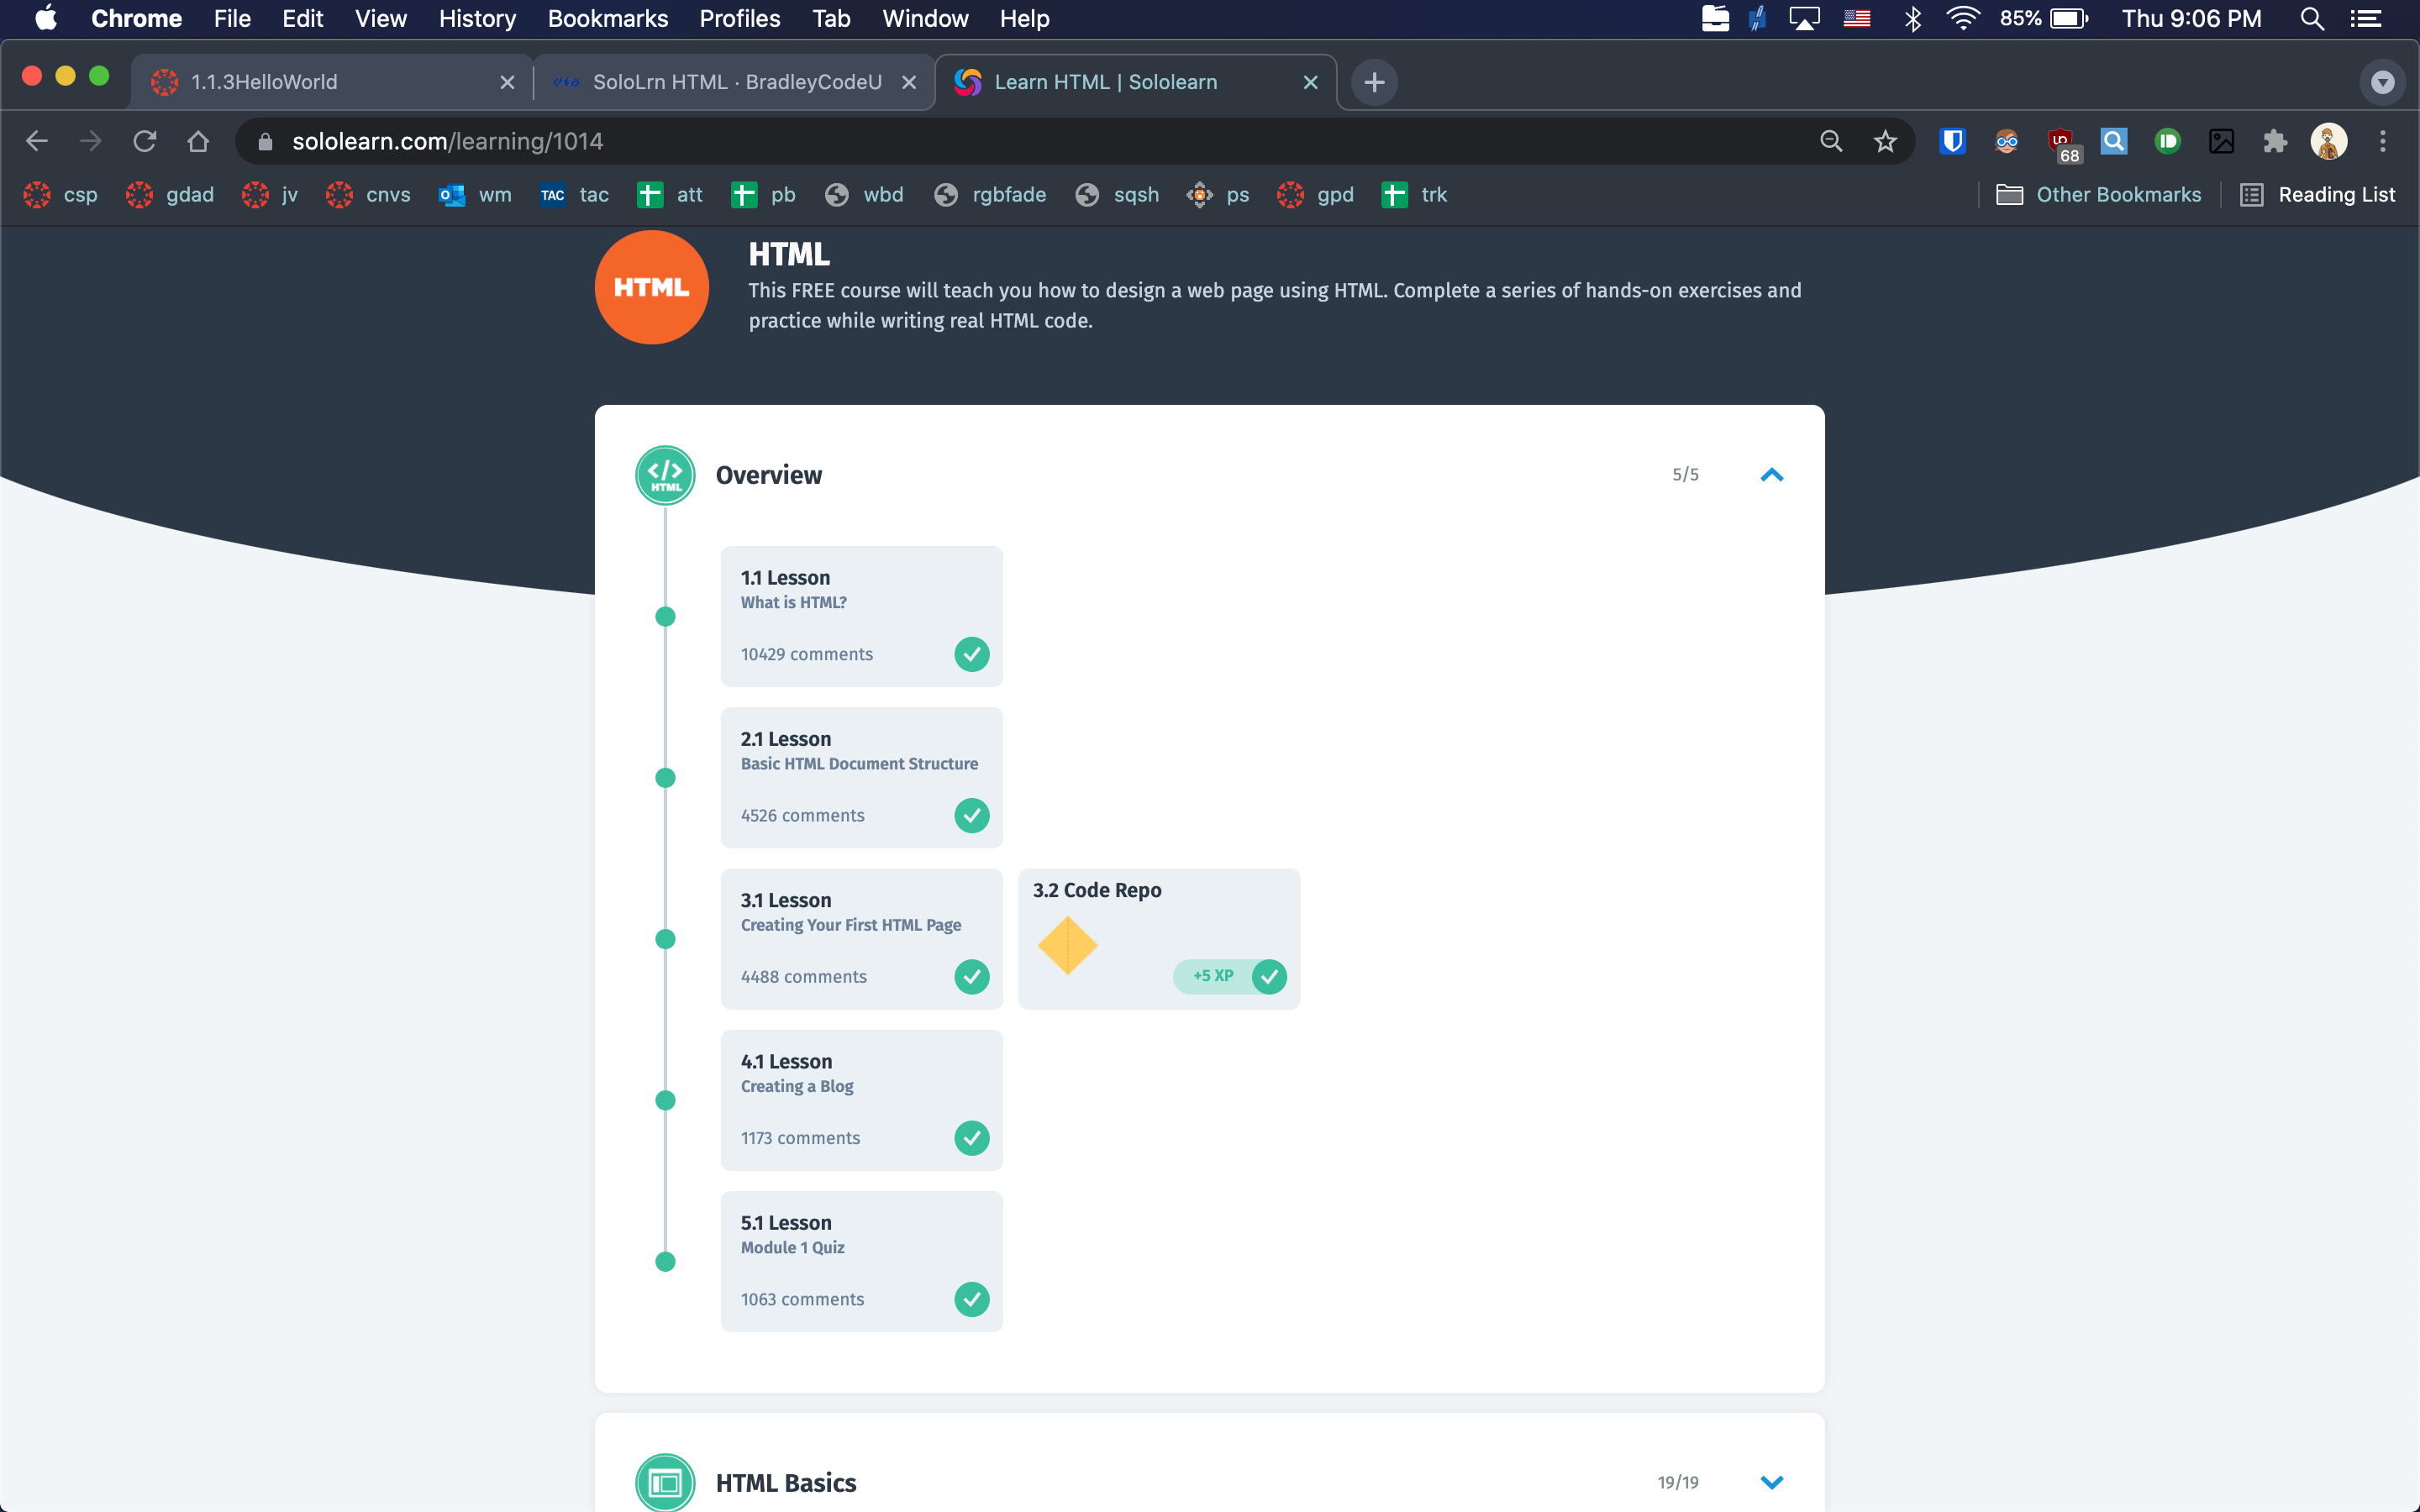 Chrome File Edit View History Bookmarks Profiles Tab Window Help 85% Thu 9:06 PM
1.1.3HelloWorld SoloLrn HTML · BradleyCodeU Learn HTML | Sololearn
sololearn.com/learning/1014 68
csp gdad jv cnvs wm TAC tac att pb wbd rgbfade sqsh ps gpd trk Other Bookmarks Reading List
HTML
HTML
This FREE course will teach you how to design a web page using HTML. Complete a series of hands-on exercises and
practice while writing real HTML code.
</> HTML
Overview 5/5
1.1 Lesson
What is HTML?
10429 comments
2.1 Lesson
Basic HTML Document Structure
4526 comments
3.1 Lesson
Creating Your First HTML Page
4488 comments
3.2 Code Repo
+5 XP
4.1 Lesson
Creating a Blog
1173 comments
5.1 Lesson
Module 1 Quiz
1063 comments
HTML Basics 19/19